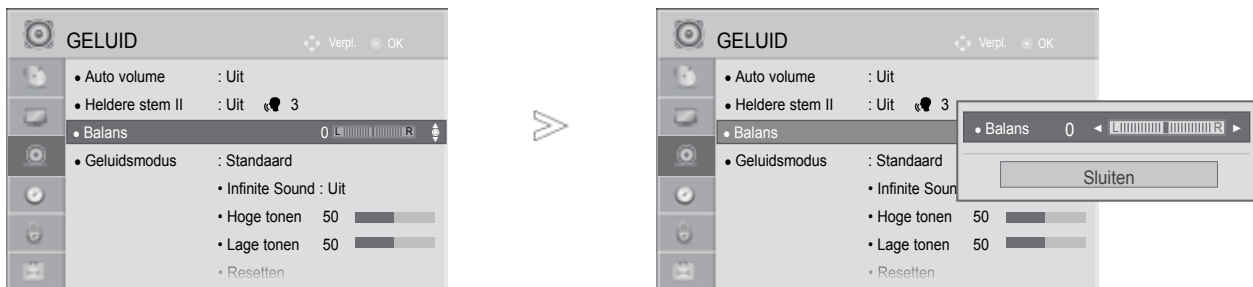 GELUID Verpl. OK
• Auto volume : Uit
• Heldere stem II : Uit 3
• Balans 0 L R
• Geluidsmodus : Standaard
• Infinite Sound : Uit
• Hoge tonen 50
• Lage tonen 50
• Resetten
GELUID Verpl. OK
• Auto volume : Uit
• Heldere stem II : Uit 3
• Balans
• Geluidsmodus : Standaard
• Infinite Soun
• Hoge tonen 50
• Lage tonen 50
• Resetten
• Balans 0 ◄ L R ►
Sluiten